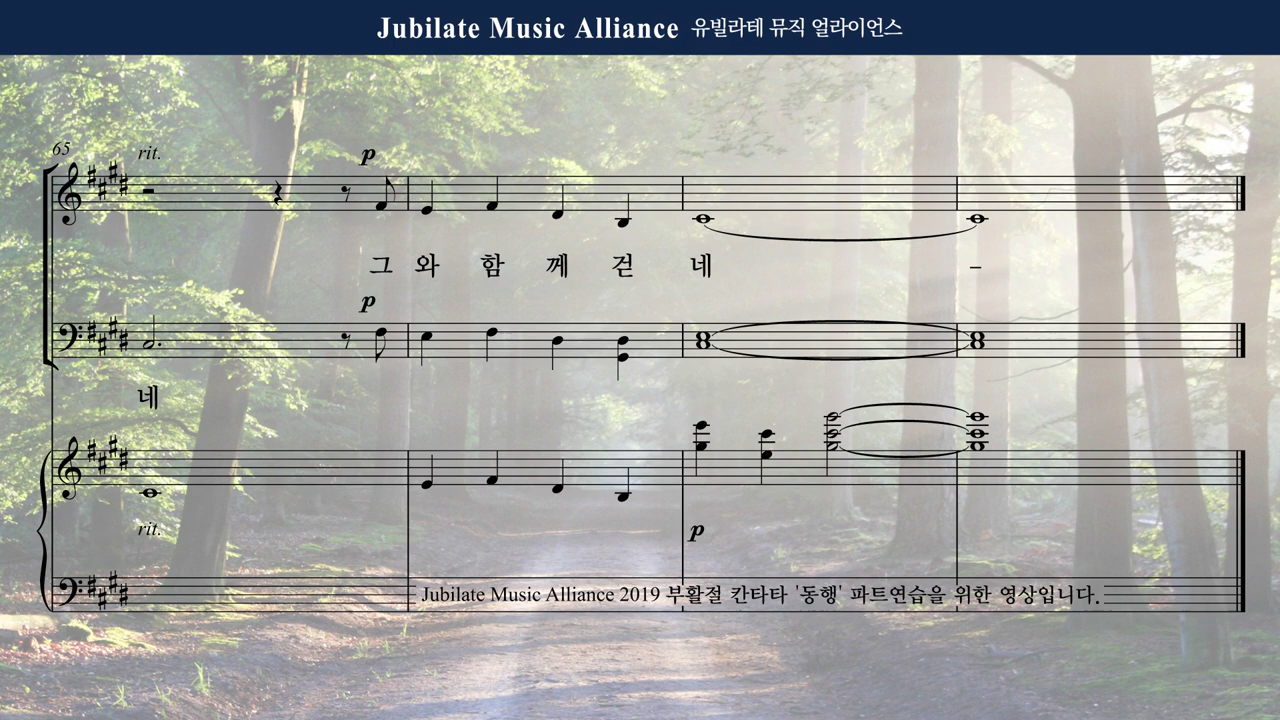 Jubilate Music Alliance 유빌라테 뮤직 얼라이언스
65
rit.
p
그 와 함 께 걷 네 –
p
네
rit.
p
Jubilate Music Alliance 2019 부활절 칸타타 '동행' 파트연습을 위한 영상입니다.